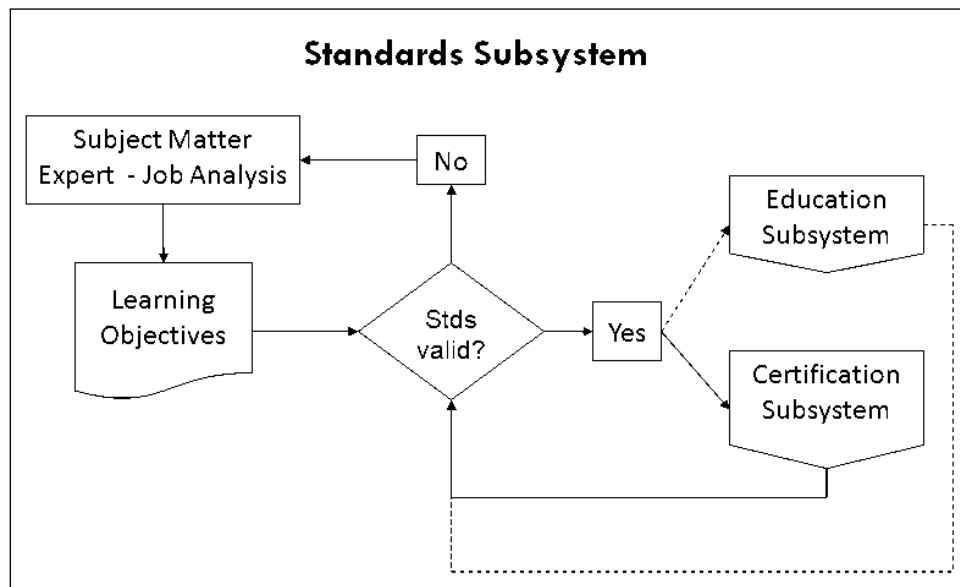 Standards Subsystem
Subject Matter
Expert - Job Analysis
No
Education
Subsystem
Learning
Objectives
Stds
valid?
Yes
Certification
Subsystem